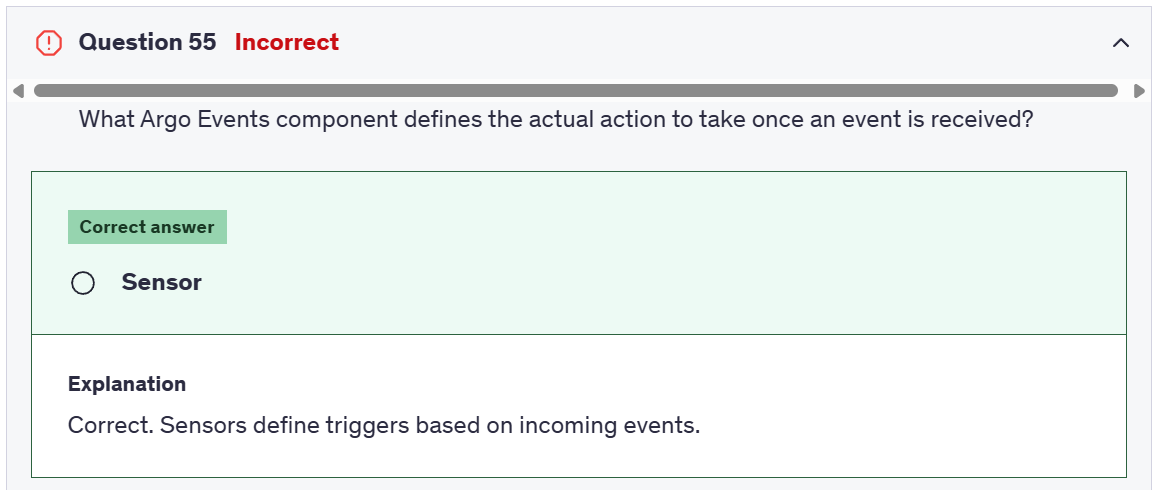 Question 55 Incorrect
What Argo Events component defines the actual action to take once an event is received?
Correct answer
Sensor
Explanation
Correct. Sensors define triggers based on incoming events.